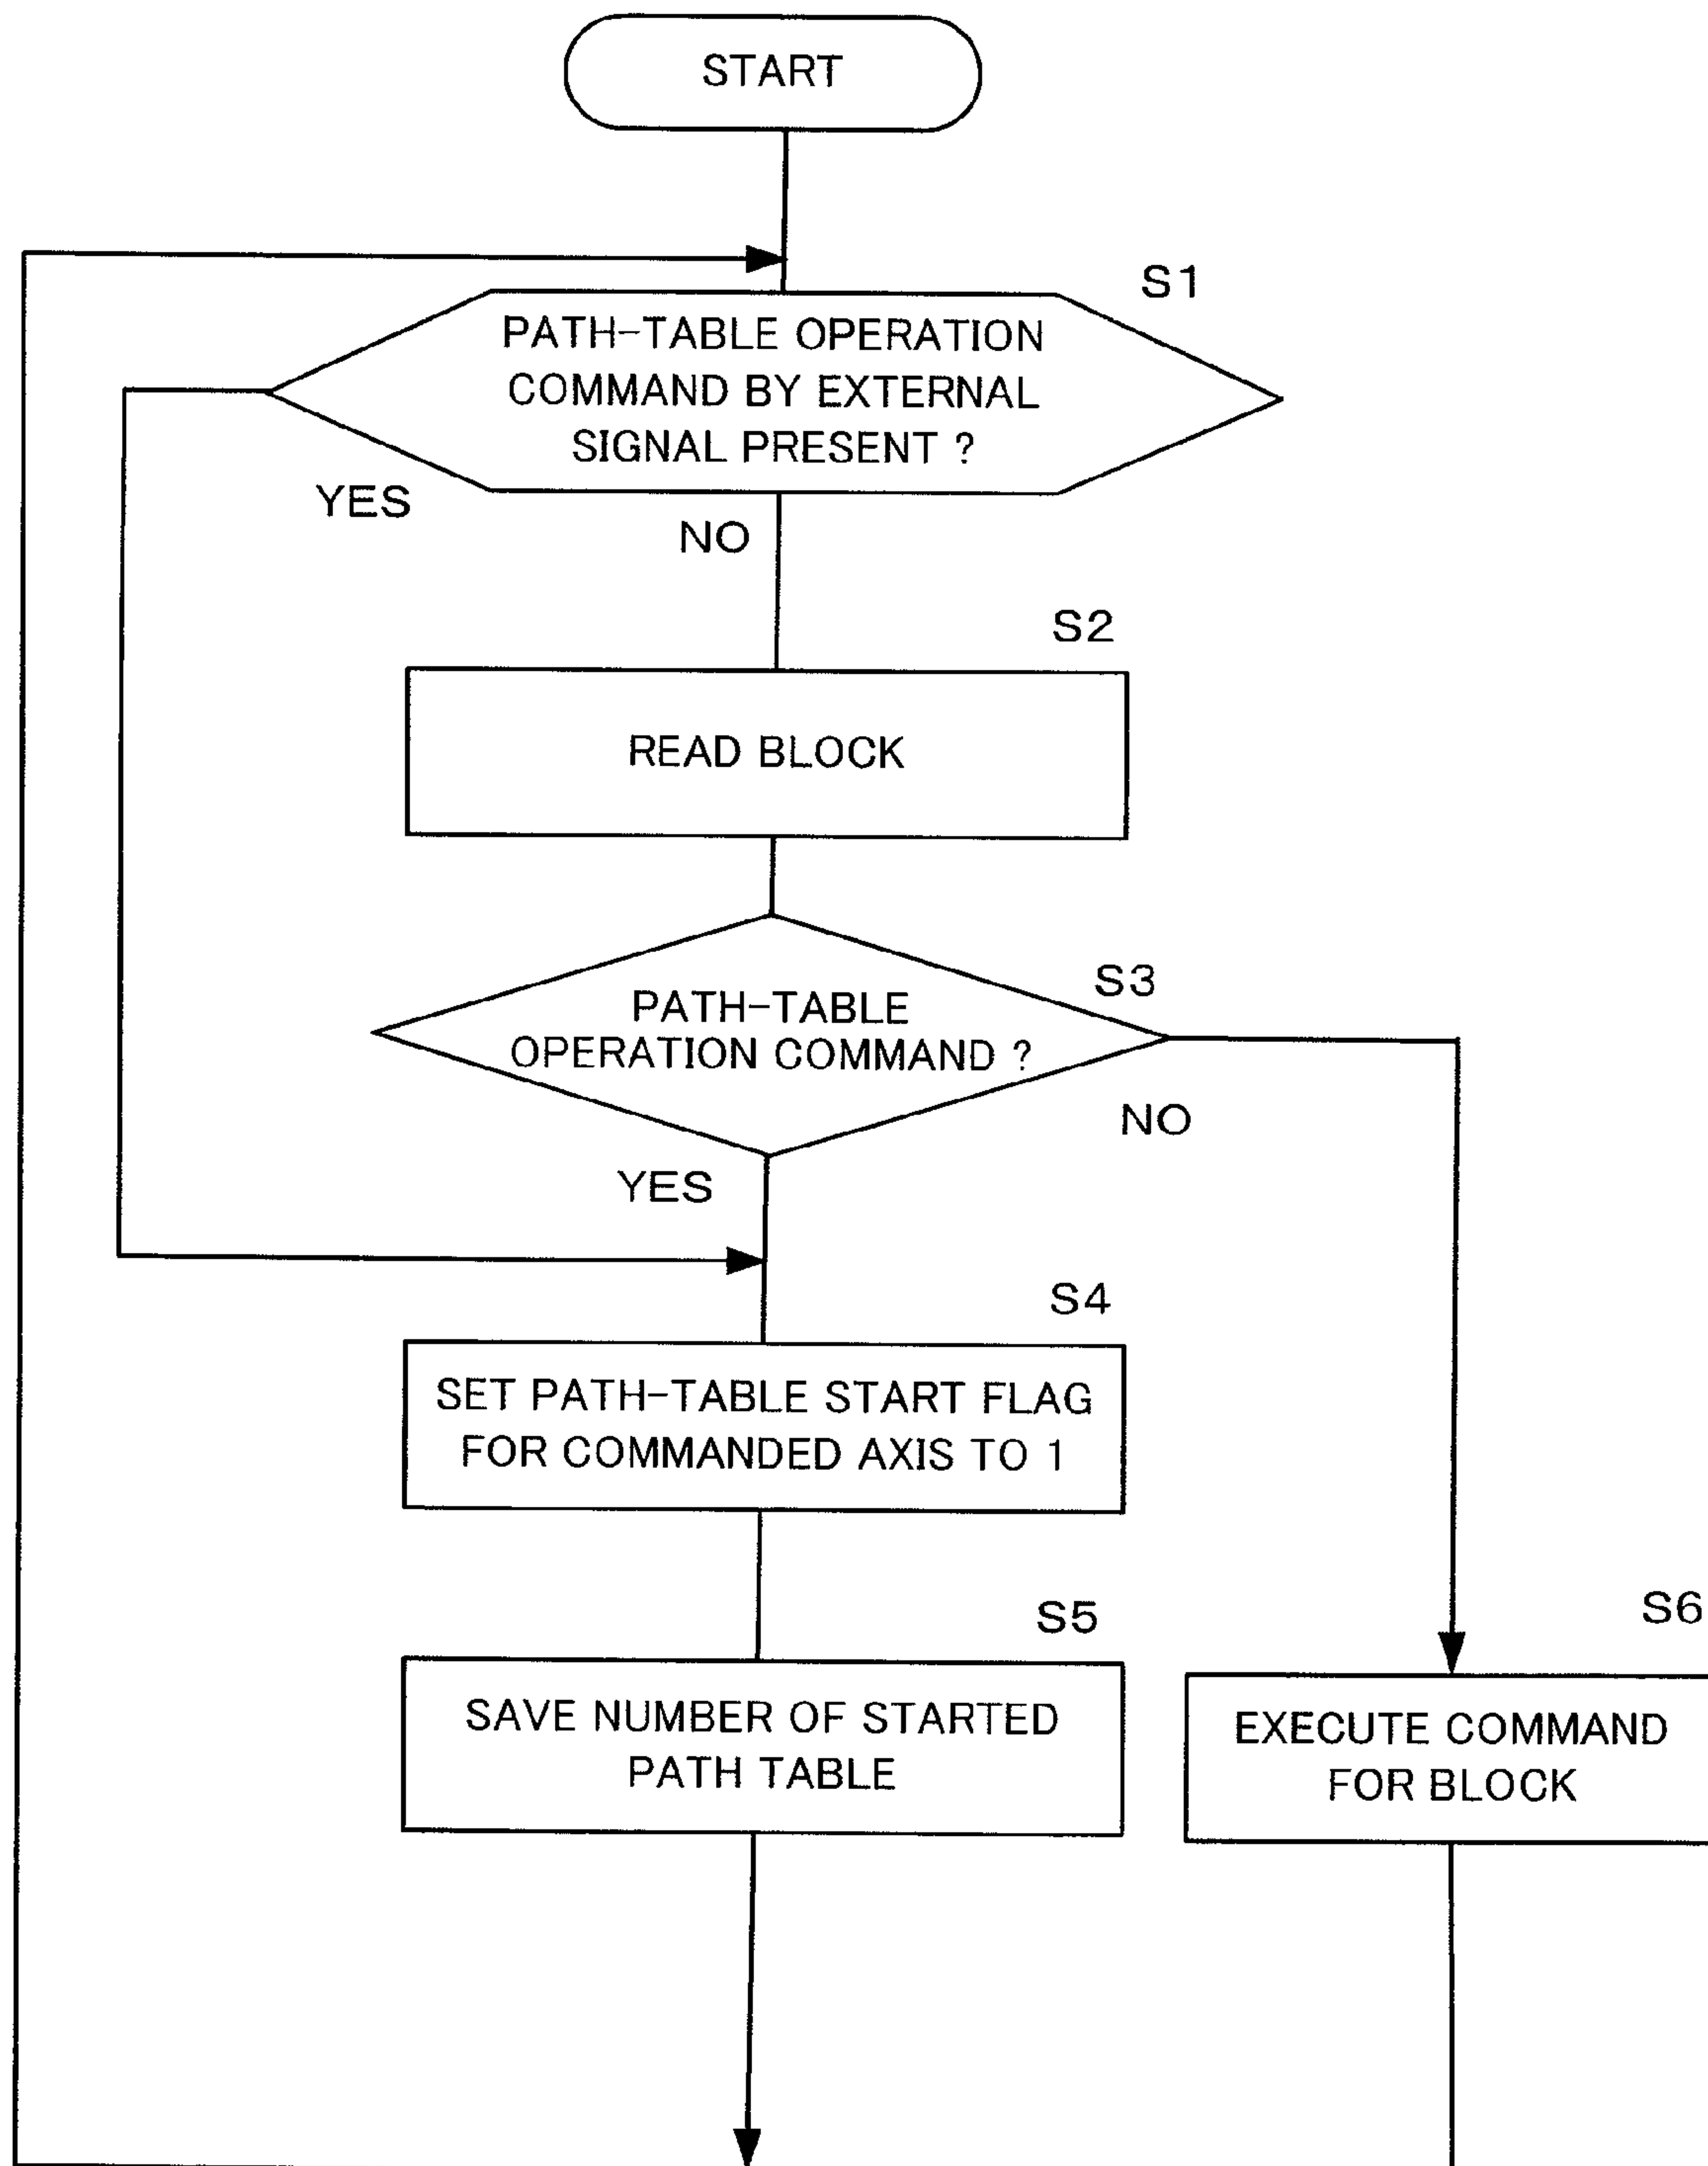 START
S1
PATH-TABLE OPERATION
COMMAND BY EXTERNAL
SIGNAL PRESENT ?
YES
NO
S2
READ BLOCK
S3
PATH-TABLE
OPERATION COMMAND ?
NO
YES
S4
SET PATH-TABLE START FLAG
FOR COMMANDED AXIS TO 1
S5
SAVE NUMBER OF STARTED
PATH TABLE
S6
EXECUTE COMMAND
FOR BLOCK